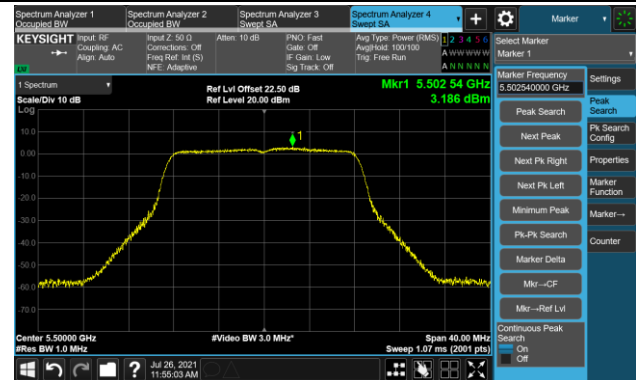 Spectrum Analyzer 1
Occupied BW
Spectrum Analyzer 2
Occupied BW
Spectrum Analyzer 3
Swept SA
Spectrum Analyzer 4
Swept SA
+
Marker
KEYSIGHT
Input: RF
Coupling: AC
Align: Auto
Input Z: 50 Ω
Corrections: Off
Freq Ref: Int (S)
NFE: Adaptive
Atten: 10 dB
PNO: Fast
Gate: Off
IF Gain: Low
Sig Track: Off
Avg Type: Power (RMS)
Avg|Hold: 100/100
Trig: Free Run
1 2 3 4 5 6
A W W W W W
A N N N N N
Select Marker
Marker 1
LXI
1 Spectrum
Scale/Div 10 dB
Log
Ref Lvl Offset 22.50 dB
Ref Level 20.00 dBm
Mkr1 5.502 54 GHz
3.186 dBm
10.0
0.00
-10.0
-20.0
-30.0
-40.0
-50.0
-60.0
-70.0
1
Center 5.50000 GHz
#Res BW 1.0 MHz
#Video BW 3.0 MHz*
Span 40.00 MHz
Sweep 1.07 ms (2001 pts)
Marker Frequency
5.502540000 GHz
Peak Search
Next Peak
Next Pk Right
Next Pk Left
Minimum Peak
Pk-Pk Search
Marker Delta
Mkr→CF
Mkr→Ref Lvl
Continuous Peak
Search
On
Off
Settings
Peak
Search
Pk Search
Config
Properties
Marker
Function
Marker→
Counter
?
Jul 26, 2021
11:55:03 AM